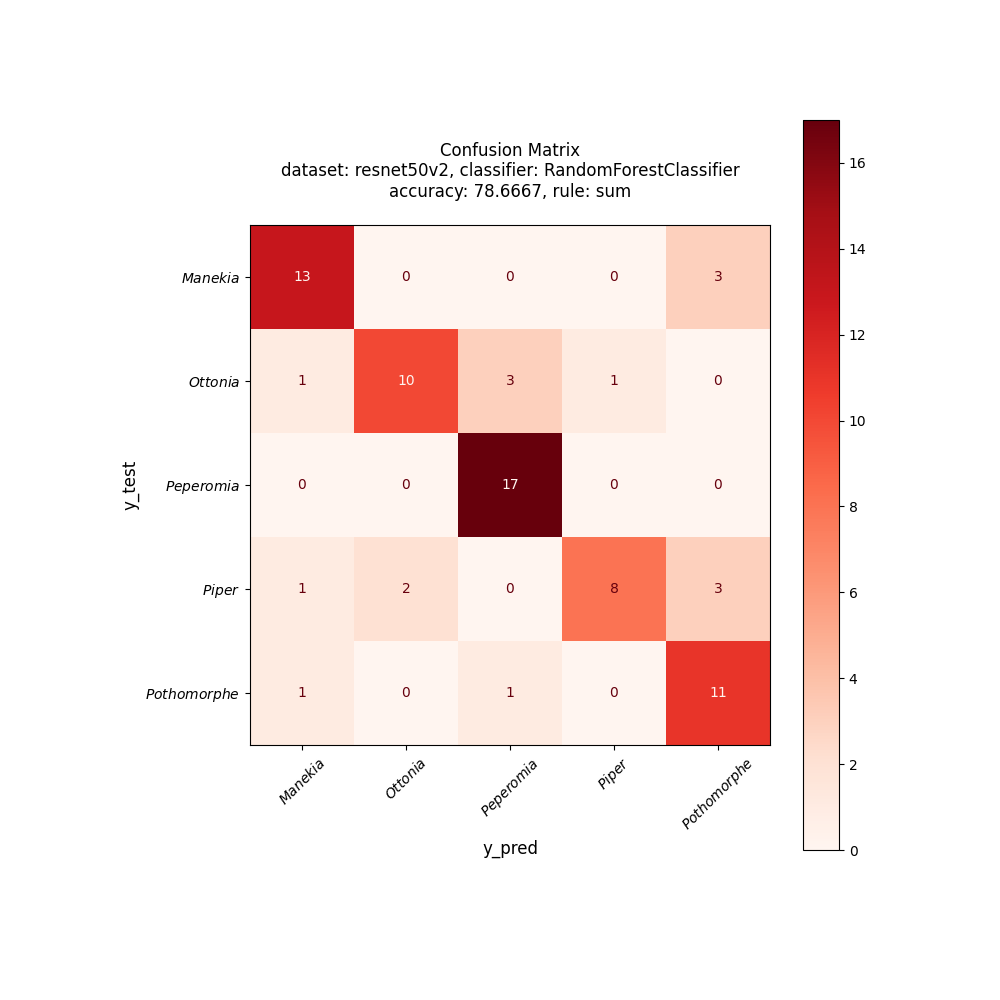 Confusion Matrix
dataset: resnet50v2, classifier: RandomForestClassifier
accuracy: 78.6667, rule: sum
Manekia 13 0 0 0 3
Ottonia 1 10 3 1 0
Peperomia 0 0 17 0 0
Piper 1 2 0 8 3
Pothomorphe 1 0 1 0 11
y_test
Manekia Ottonia Peperomia Piper Pothomorphe
y_pred
16
14
12
10
8
6
4
2
0